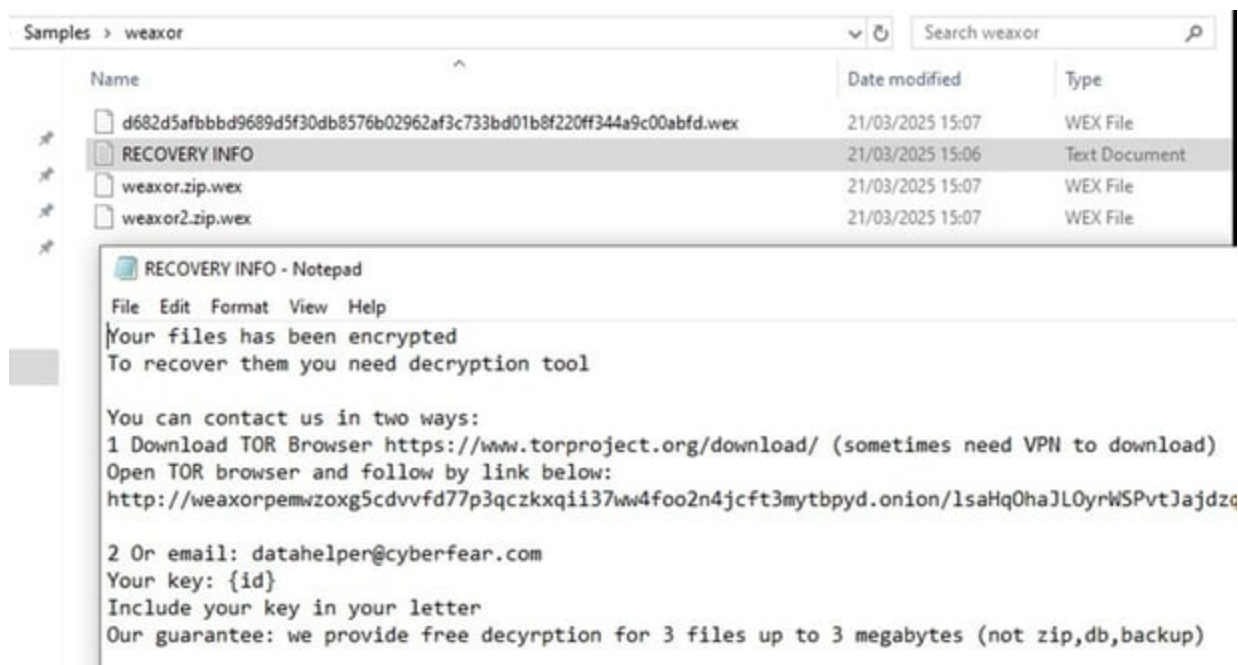 Samples > weaxor
Search weaxor
Name Date modified Type
d682d5afbbbd9689d5f30db8576b02962af3c733bd01b8f220ff344a9c00abfd.wex 21/03/2025 15:07 WEX File
RECOVERY INFO 21/03/2025 15:06 Text Document
weaxor.zip.wex 21/03/2025 15:07 WEX File
weaxor2.zip.wex 21/03/2025 15:07 WEX File
RECOVERY INFO - Notepad
File Edit Format View Help
Your files has been encrypted
To recover them you need decryption tool
You can contact us in two ways:
1 Download TOR Browser https://www.torproject.org/download/ (sometimes need VPN to download)
Open TOR browser and follow by link below:
http://weaxorpemwzoxg5cdvvfd77p3qczkxqii37ww4foo2n4jcft3mytbpyd.onion/lsaHqOhaJLOyrWSPvtJajdzq
2 Or email: datahelper@cyberfear.com
Your key: {id}
Include your key in your letter
Our guarantee: we provide free decyrption for 3 files up to 3 megabytes (not zip,db,backup)